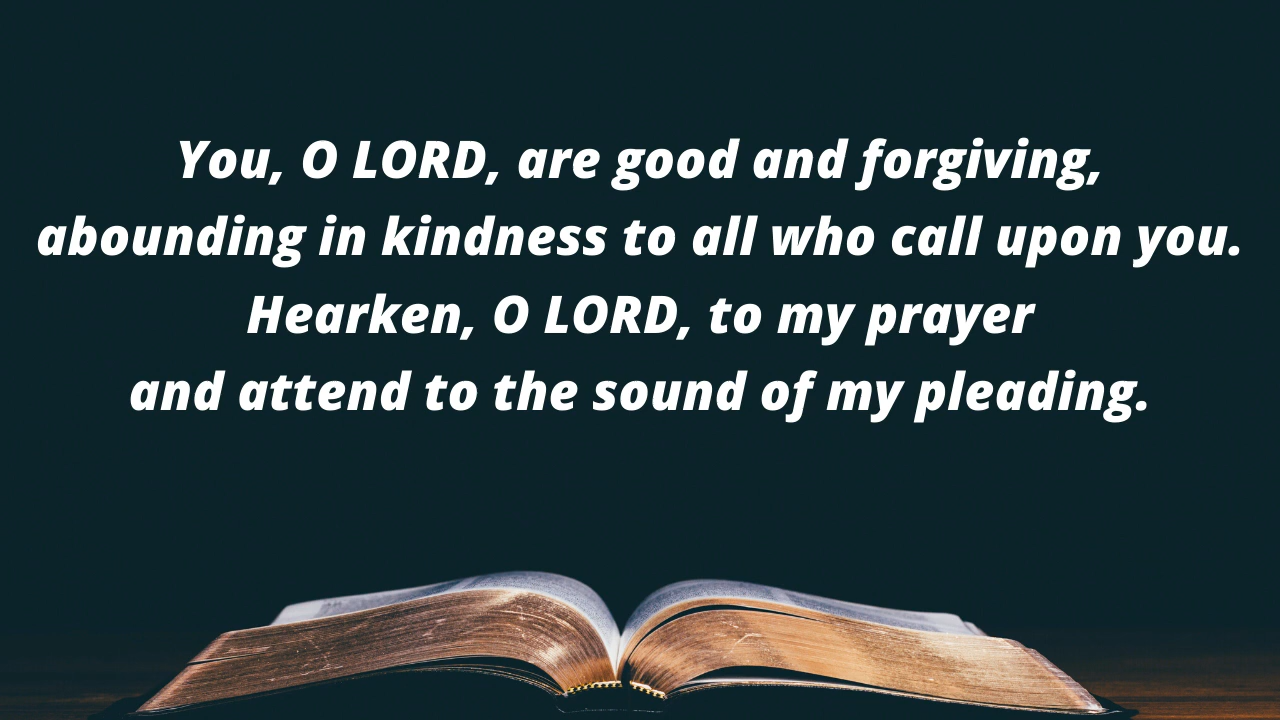 You, O LORD, are good and forgiving,
abounding in kindness to all who call upon you.
Hearken, O LORD, to my prayer
and attend to the sound of my pleading.